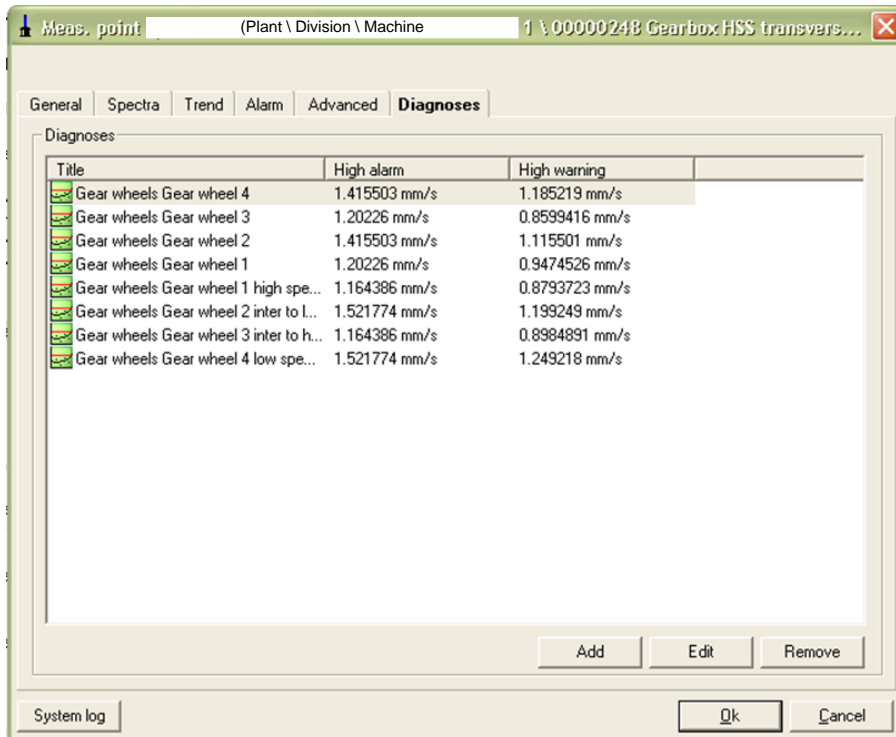 Meas. point (Plant \ Division \ Machine 1 \ 00000248 Gearbox HSS transvers...
General Spectra Trend Alarm Advanced Diagnoses
Diagnoses
Title High alarm High warning
Gear wheels Gear wheel 4 1.415503 mm/s 1.185219 mm/s
Gear wheels Gear wheel 3 1.20226 mm/s 0.8599416 mm/s
Gear wheels Gear wheel 2 1.415503 mm/s 1.115501 mm/s
Gear wheels Gear wheel 1 1.20226 mm/s 0.9474526 mm/s
Gear wheels Gear wheel 1 high spe... 1.164386 mm/s 0.8793723 mm/s
Gear wheels Gear wheel 2 inter to l... 1.521774 mm/s 1.199249 mm/s
Gear wheels Gear wheel 3 inter to h... 1.164386 mm/s 0.8984891 mm/s
Gear wheels Gear wheel 4 low spe... 1.521774 mm/s 1.249218 mm/s
Add Edit Remove
System log Ok Cancel